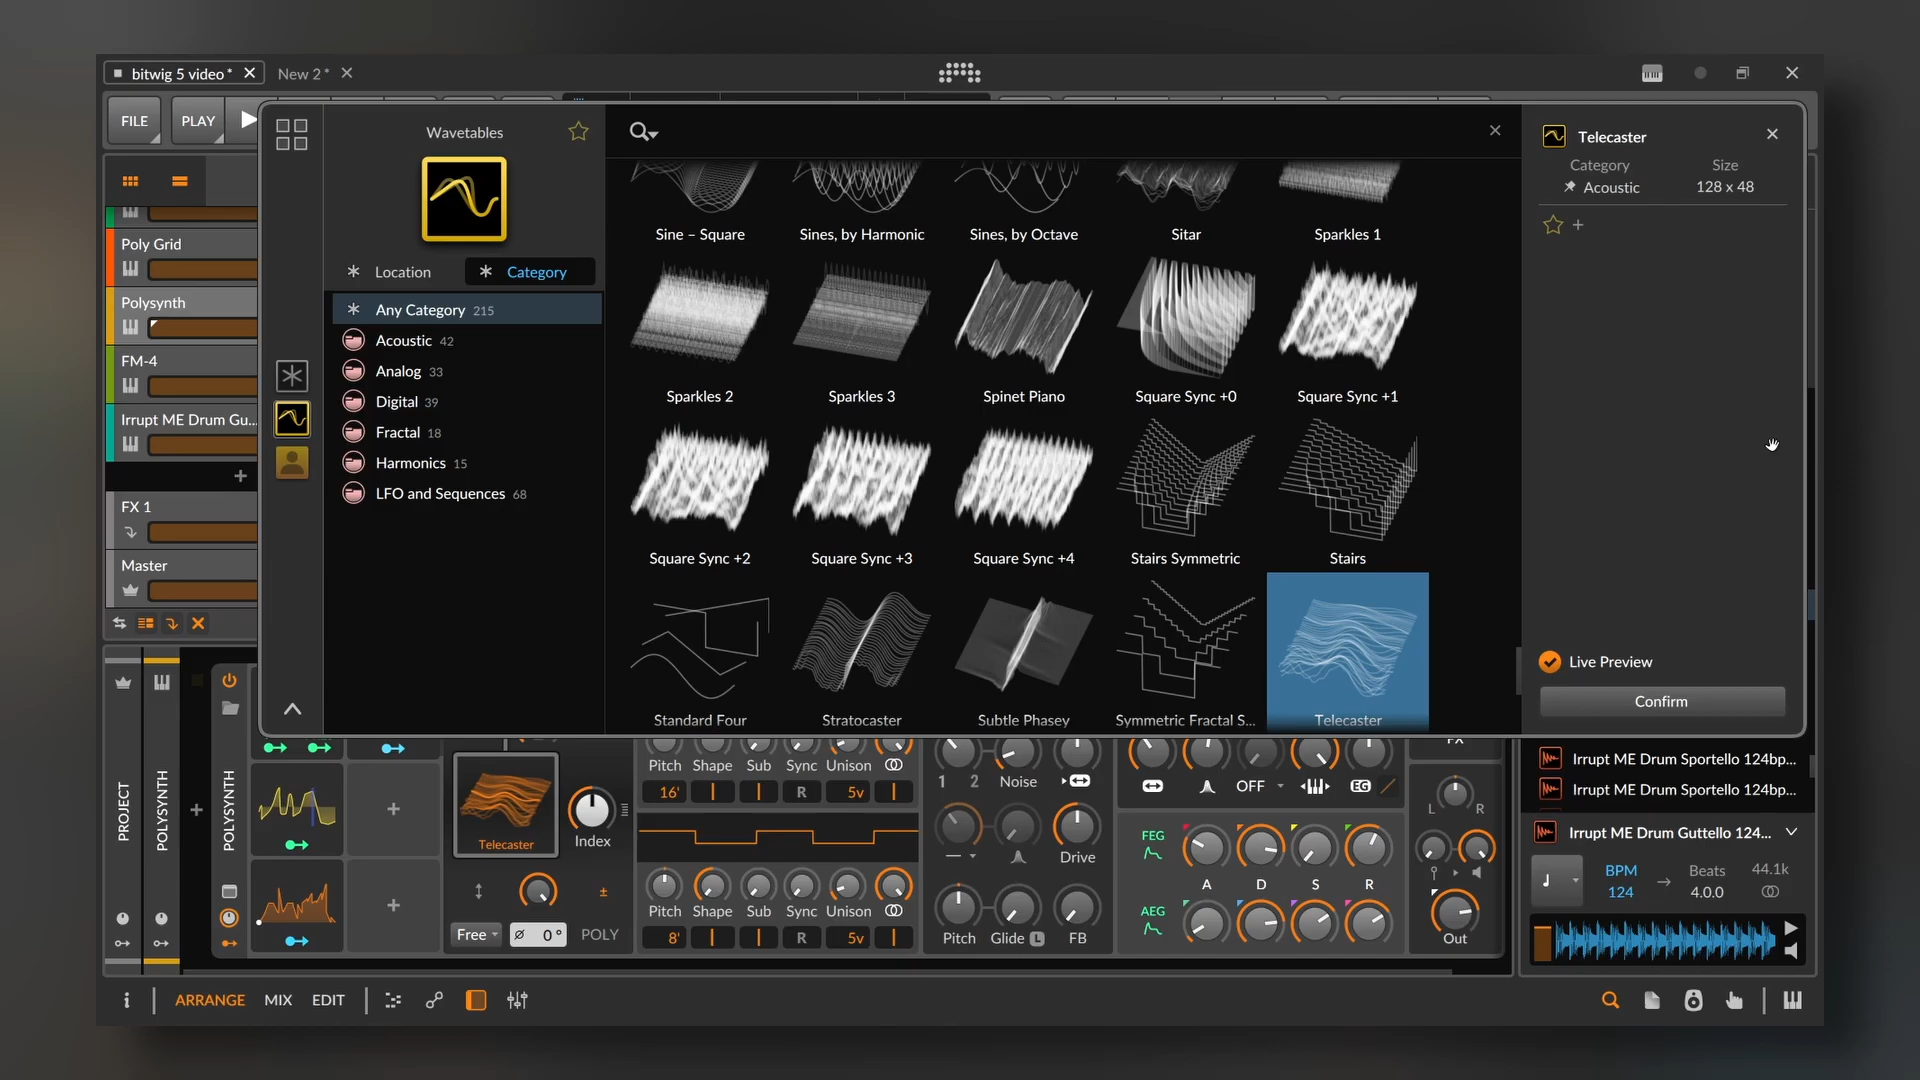 bitwig 5 video*
New 2*
FILE
PLAY
Wavetables
Telecaster
Category
Size
Acoustic
128 x 48
Poly Grid
Polysynth
FM-4
Irrupt ME Drum Gu...
FX 1
Master
Location
Category
Any Category 215
Acoustic 42
Analog 33
Digital 39
Fractal 18
Harmonics 15
LFO and Sequences 68
Sine – Square
Sines, by Harmonic
Sines, by Octave
Sitar
Sparkles 1
Sparkles 2
Sparkles 3
Spinet Piano
Square Sync +0
Square Sync +1
Square Sync +2
Square Sync +3
Square Sync +4
Stairs Symmetric
Stairs
Standard Four
Stratocaster
Subtle Phasey
Symmetric Fractal S...
Telecaster
Live Preview
Confirm
PROJECT
POLYSYNTH
POLYSYNTH
Telecaster
Index
Free
ø 0°
POLY
Pitch Shape Sub Sync Unison
16' R 5v
Pitch Shape Sub Sync Unison
8' R 5v
1 2 Noise
Drive
Pitch Glide L FB
OFF
EG
FEG
A D S R
AEG
FX
L R
Out
Irrupt ME Drum Sportello 124bp...
Irrupt ME Drum Sportello 124bp...
Irrupt ME Drum Guttello 124...
BPM
124
Beats
4.0.0
44.1k
i
ARRANGE MIX EDIT